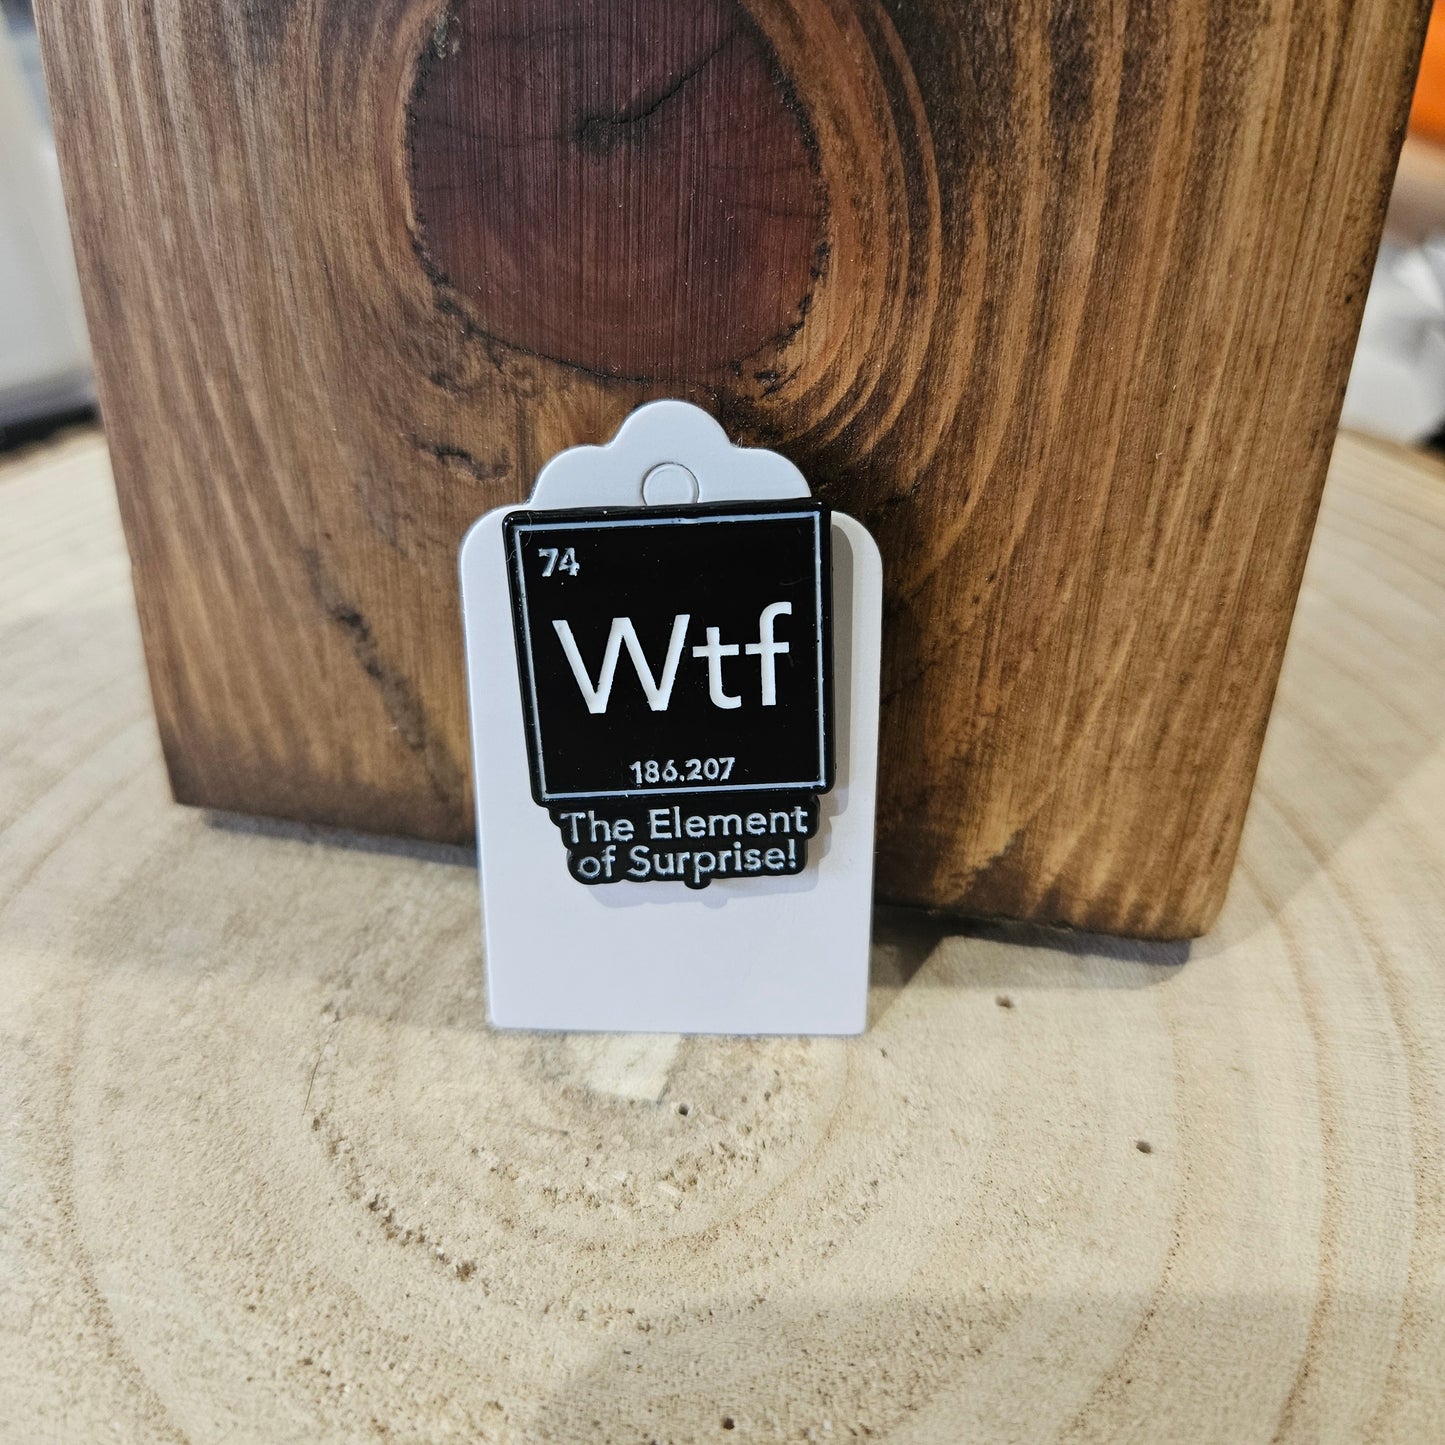 74
Wtf
186.207
The Element
of Surprise!